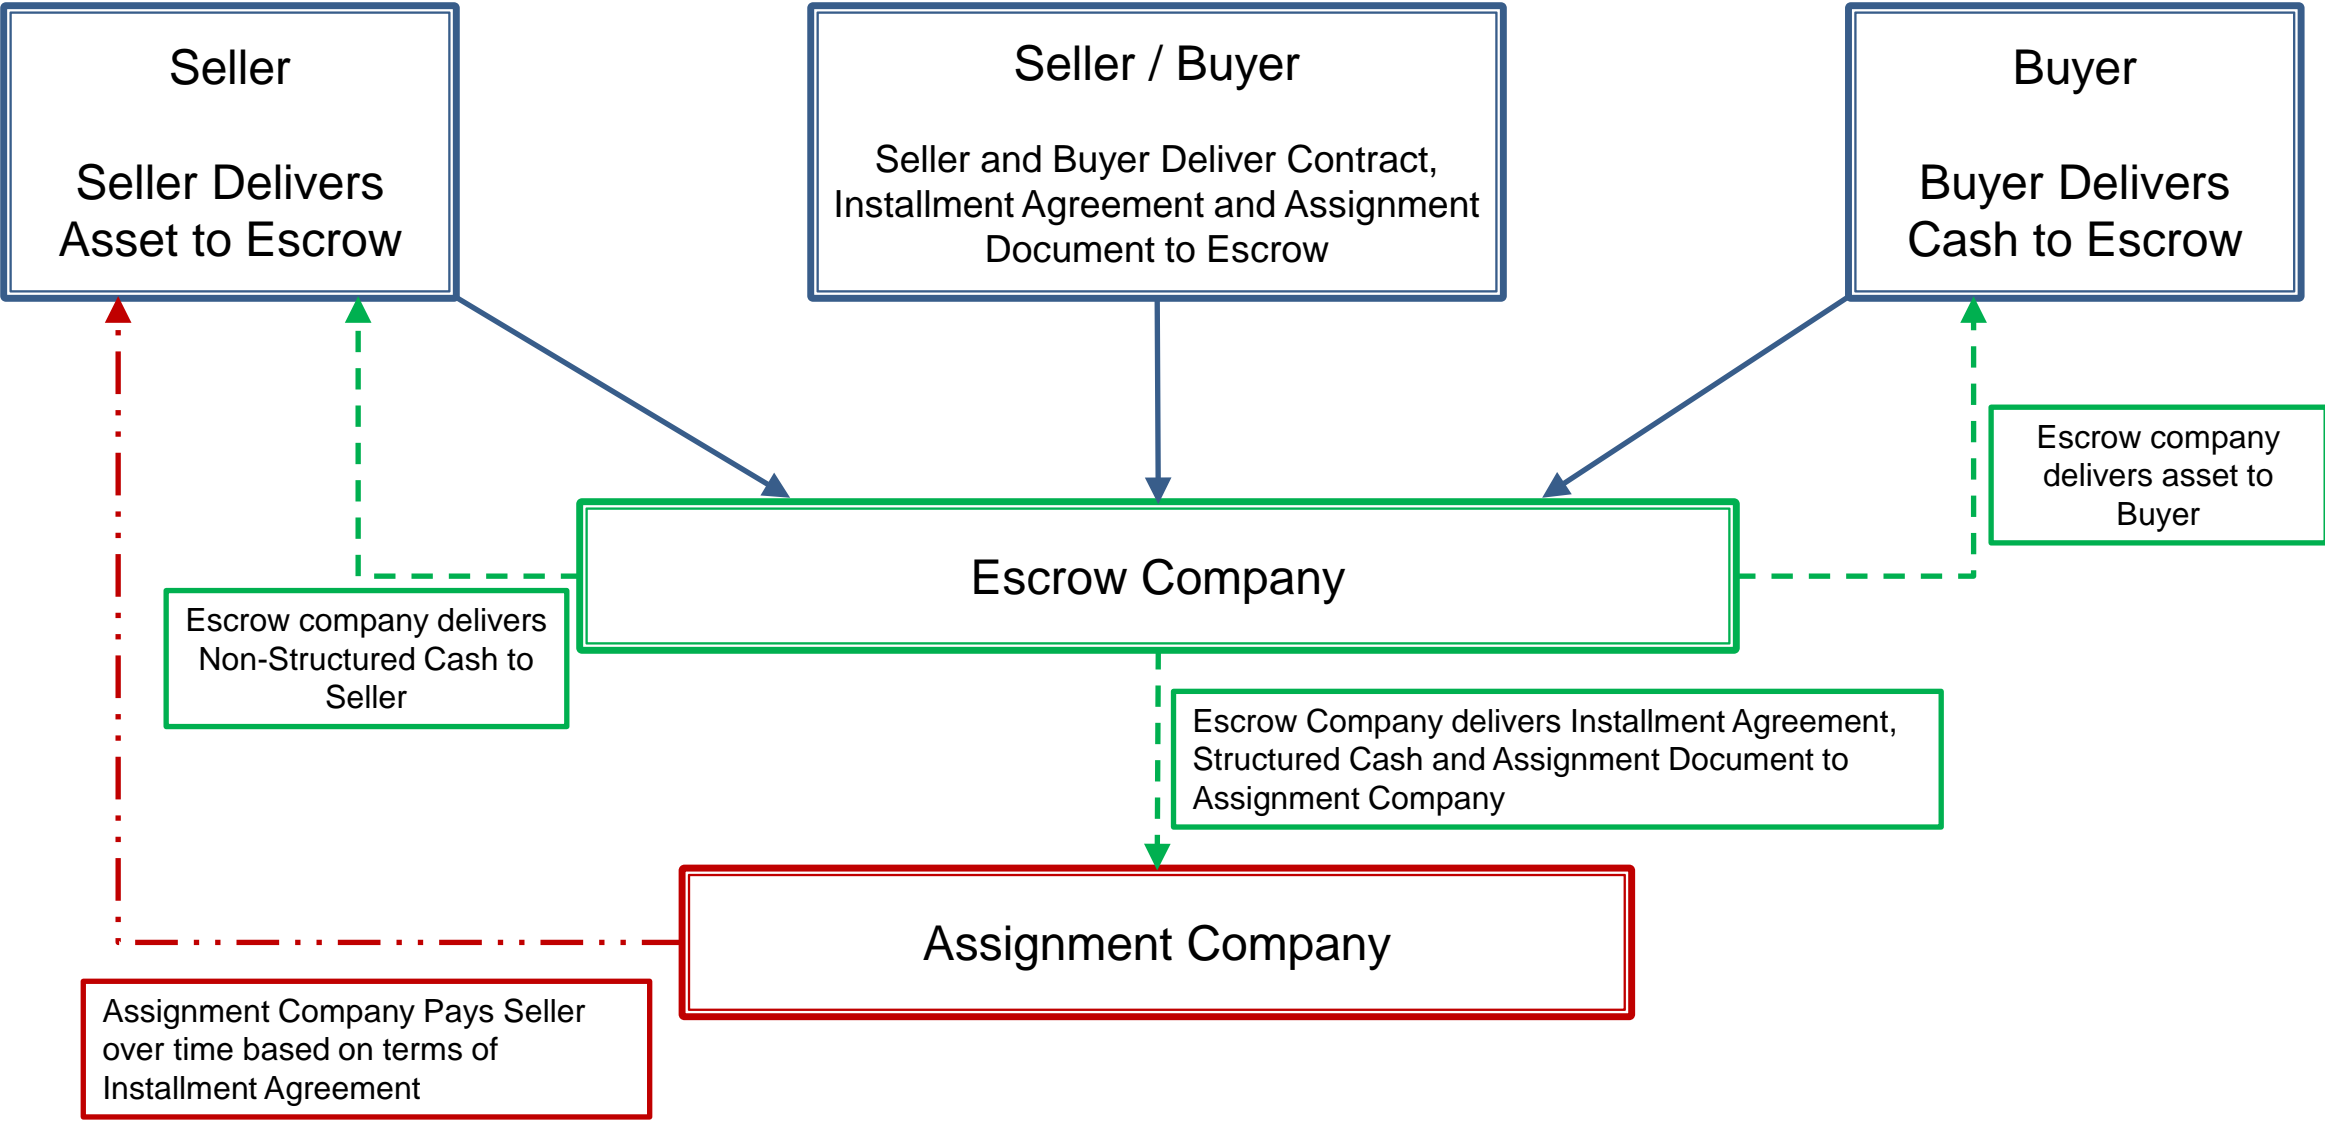 Seller
Seller Delivers
Asset to Escrow
Seller / Buyer
Seller and Buyer Deliver Contract,
Installment Agreement and Assignment
Document to Escrow
Buyer
Buyer Delivers
Cash to Escrow
Escrow company
delivers asset to
Buyer
Escrow Company
Escrow company delivers
Non-Structured Cash to
Seller
Escrow Company delivers Installment Agreement,
Structured Cash and Assignment Document to
Assignment Company
Assignment Company
Assignment Company Pays Seller
over time based on terms of
Installment Agreement